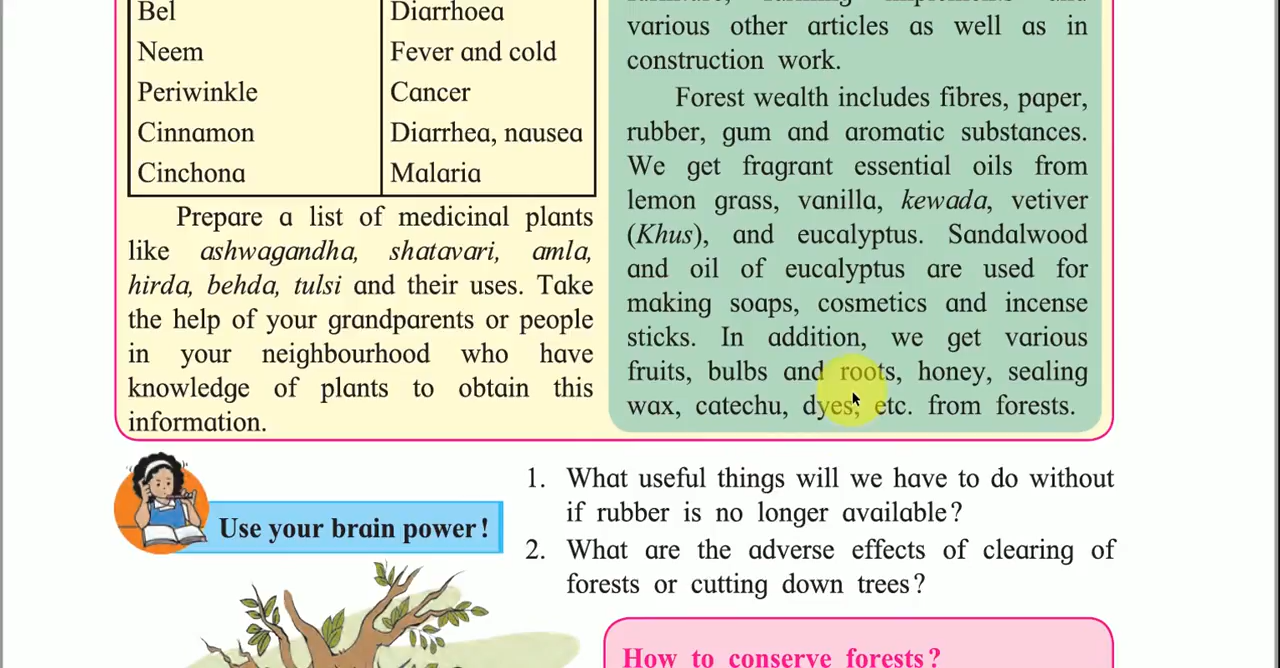 Bel Diarrhoea
Neem Fever and cold
Periwinkle Cancer
Cinnamon Diarrhea, nausea
Cinchona Malaria
Prepare a list of medicinal plants
like ashwagandha, shatavari, amla,
hirda, behda, tulsi and their uses. Take
the help of your grandparents or people
in your neighbourhood who have
knowledge of plants to obtain this
information.
various other articles as well as in
construction work.
Forest wealth includes fibres, paper,
rubber, gum and aromatic substances.
We get fragrant essential oils from
lemon grass, vanilla, kewada, vetiver
(Khus), and eucalyptus. Sandalwood
and oil of eucalyptus are used for
making soaps, cosmetics and incense
sticks. In addition, we get various
fruits, bulbs and roots, honey, sealing
wax, catechu, dyes, etc. from forests.
Use your brain power!
1. What useful things will we have to do without
if rubber is no longer available?
2. What are the adverse effects of clearing of
forests or cutting down trees?
How to conserve forests?